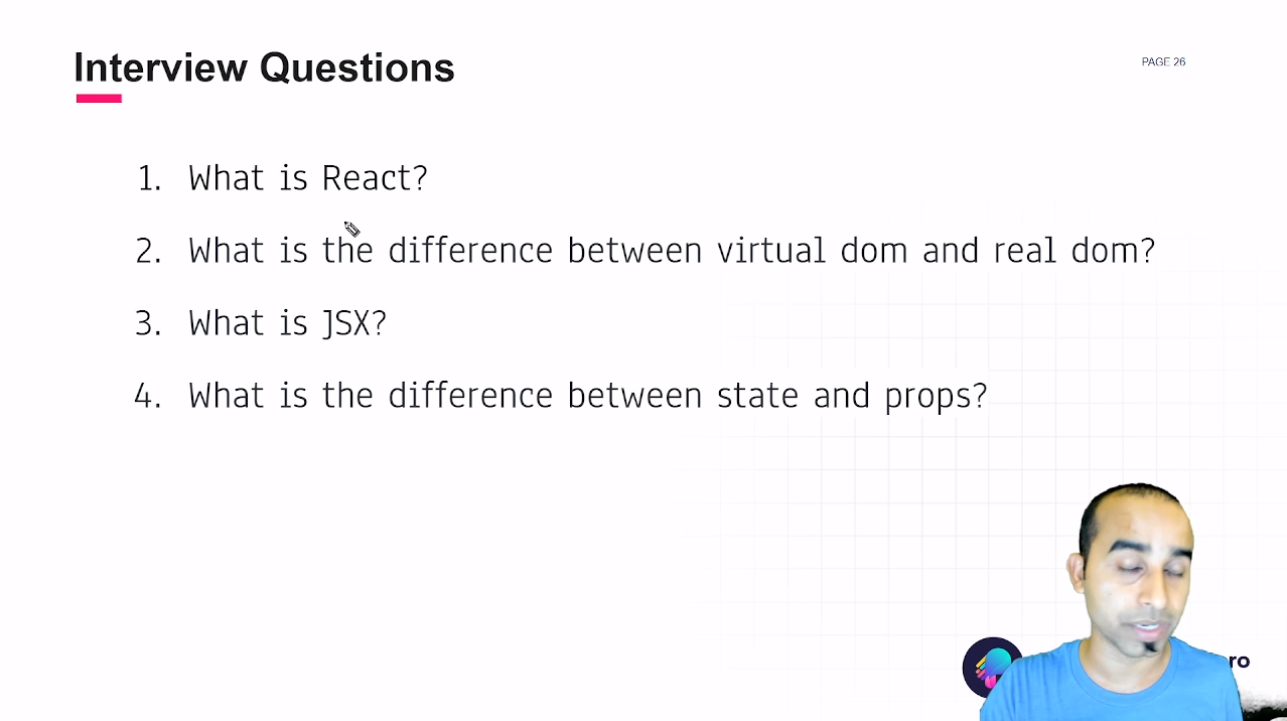 Interview Questions
PAGE 26
1. What is React?
2. What is the difference between virtual dom and real dom?
3. What is JSX?
4. What is the difference between state and props?
ro